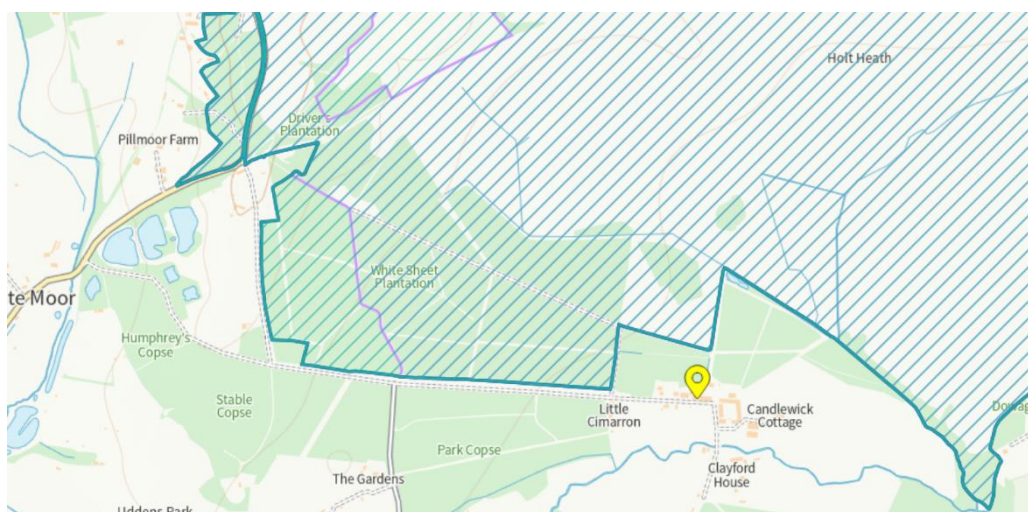 Holt Heath
Driver's
Plantation
Pillmoor Farm
White Sheet
Plantation
te Moor
Humphrey's
Copse
Stable
Copse
Little
Cimarron
Candlewick
Cottage
Park Copse
Clayford
House
The Gardens
Uddens Park